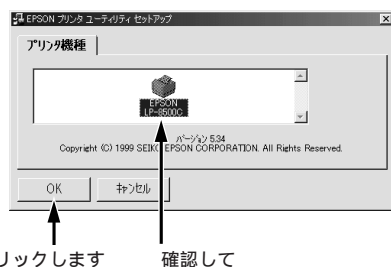 EPSON プリンタ ユーティリティ セットアップ
プリンタ機種
EPSON
LP-8500C
バージョン 5.34
Copyright (C) 1999 SEIKO EPSON CORPORATION. All Rights Reserved.
OK キャンセル
リックします 確認して